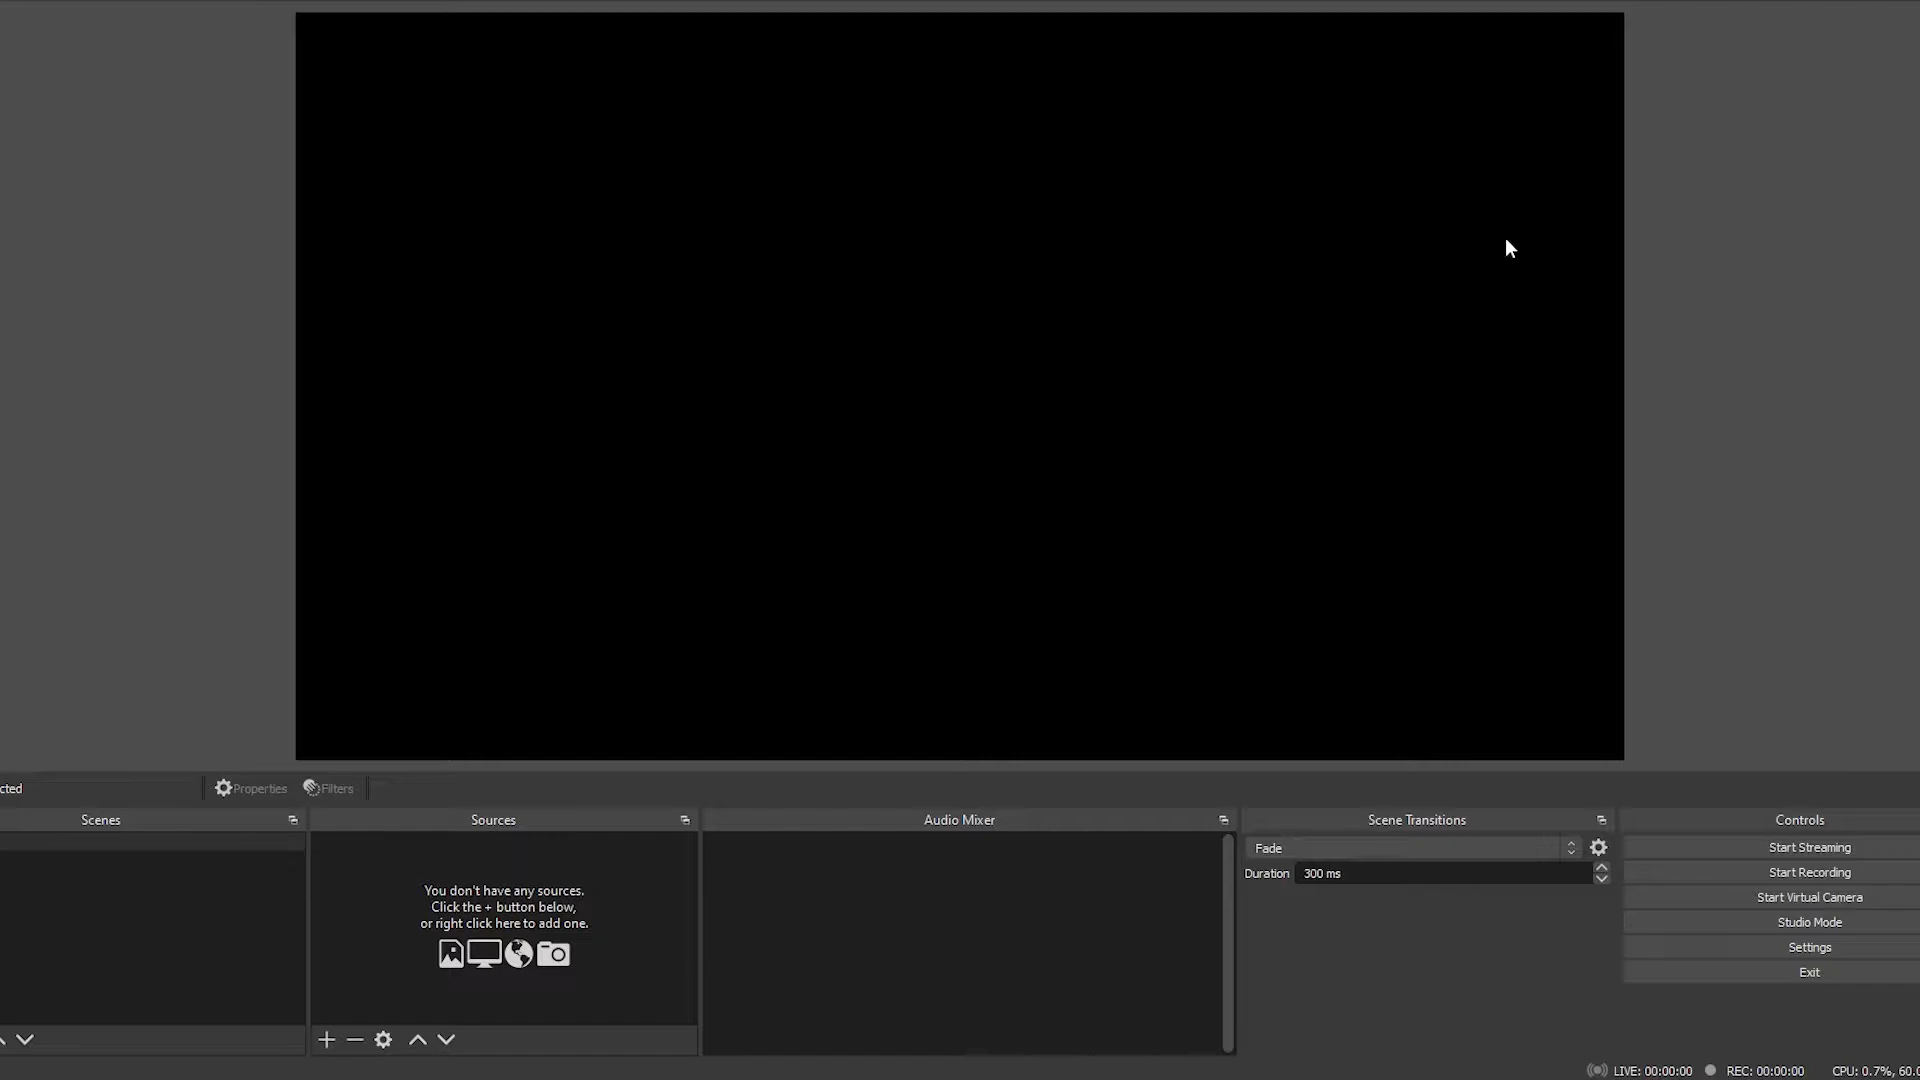 cted
Properties
Filters
Scenes
Sources
Audio Mixer
Scene Transitions
Controls
You don't have any sources.
Click the + button below,
or right click here to add one.
Fade
Duration 300 ms
Start Streaming
Start Recording
Start Virtual Camera
Studio Mode
Settings
Exit
LIVE: 00:00:00
REC: 00:00:00
CPU: 0.7%, 60.0